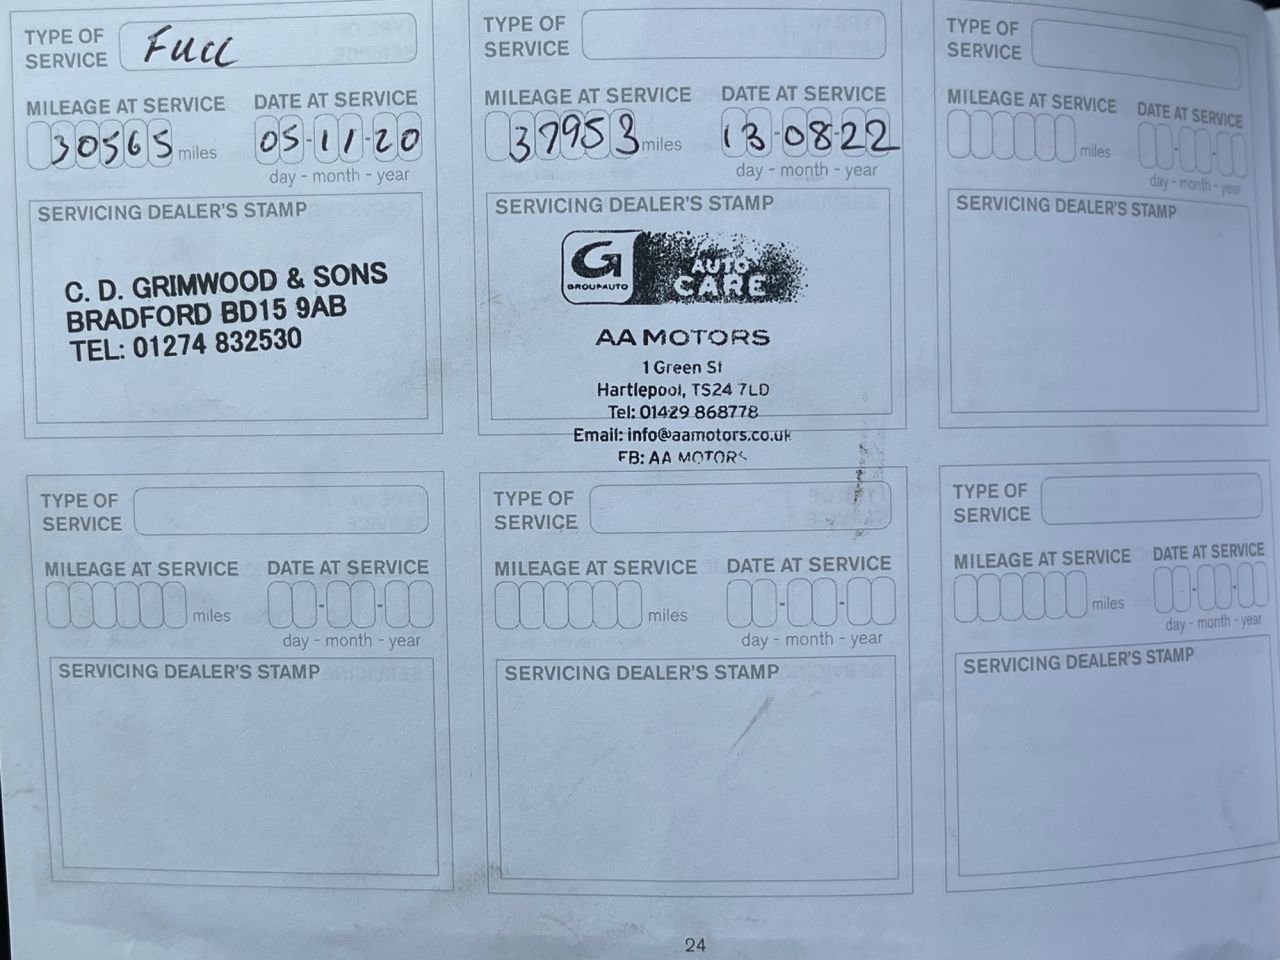 TYPE OF SERVICE Full
MILEAGE AT SERVICE DATE AT SERVICE
30565 miles 05-11-20
day - month - year
SERVICING DEALER'S STAMP
C. D. GRIMWOOD & SONS
BRADFORD BD15 9AB
TEL: 01274 832530
TYPE OF SERVICE
MILEAGE AT SERVICE DATE AT SERVICE
37953 miles 13-08-22
day - month - year
SERVICING DEALER'S STAMP
G GROUPAUTO AUTO CARE
AA MOTORS
1 Green St
Hartlepool, TS24 7LD
Tel: 01429 868778
Email: info@aamotors.co.uk
FB: AA MOTORS
TYPE OF SERVICE
MILEAGE AT SERVICE DATE AT SERVICE
miles
day - month - year
SERVICING DEALER'S STAMP
TYPE OF SERVICE
MILEAGE AT SERVICE DATE AT SERVICE
miles
day - month - year
SERVICING DEALER'S STAMP
TYPE OF SERVICE
MILEAGE AT SERVICE DATE AT SERVICE
miles
day - month - year
SERVICING DEALER'S STAMP
TYPE OF SERVICE
MILEAGE AT SERVICE DATE AT SERVICE
miles
day - month - year
SERVICING DEALER'S STAMP
24